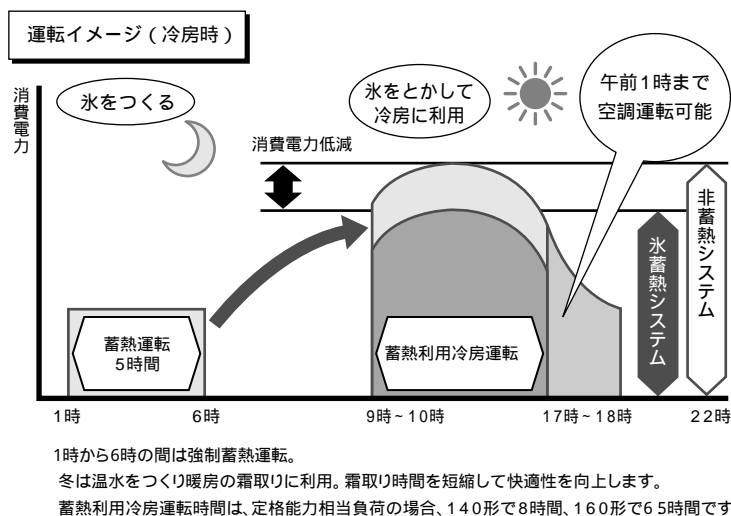 運転イメージ（冷房時）
消費電力
氷をつくる
氷をとかして
冷房に利用
午前1時まで
空調運転可能
消費電力低減
非蓄熱システム
氷蓄熱システム
蓄熱運転
5時間
蓄熱利用冷房運転
1時
6時
9時~10時
17時~18時
22時
1時から6時の間は強制蓄熱運転。
冬は温水をつくり暖房の霜取りに利用。霜取り時間を短縮して快適性を向上します。
蓄熱利用冷房運転時間は、定格能力相当負荷の場合、140形で8時間、160形で6 5時間です